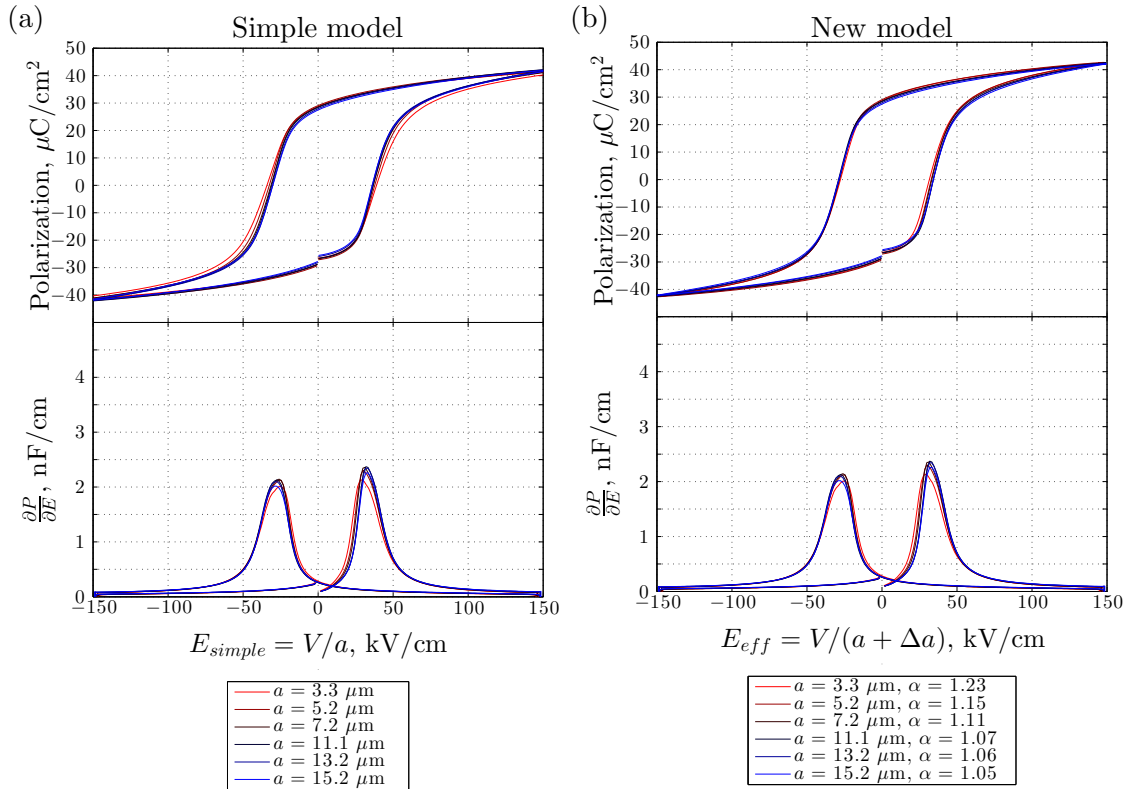 (a)
Simple model
50
40
30
20
10
0
−10
−20
−30
−40
Polarization, μC/cm²
4
3
2
1
0
∂P/∂E, nF/cm
−150 −100 −50 0 50 100 150
E_simple = V/a, kV/cm
a = 3.3 μm
a = 5.2 μm
a = 7.2 μm
a = 11.1 μm
a = 13.2 μm
a = 15.2 μm
(b)
New model
50
40
30
20
10
0
−10
−20
−30
−40
Polarization, μC/cm²
4
3
2
1
0
∂P/∂E, nF/cm
−150 −100 −50 0 50 100 150
E_eff = V/(a + Δa), kV/cm
a = 3.3 μm, α = 1.23
a = 5.2 μm, α = 1.15
a = 7.2 μm, α = 1.11
a = 11.1 μm, α = 1.07
a = 13.2 μm, α = 1.06
a = 15.2 μm, α = 1.05